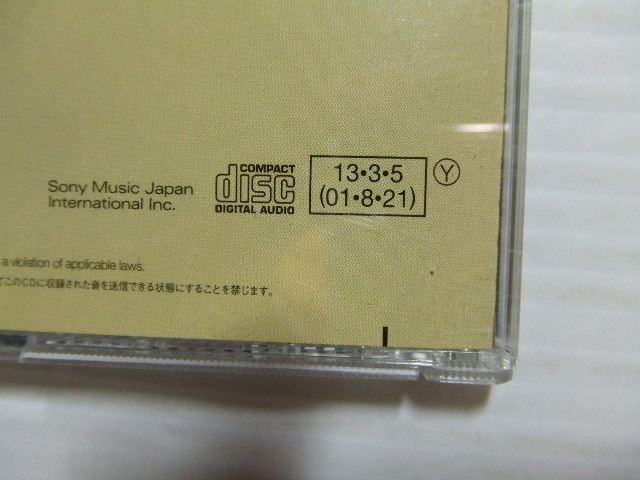 Sony Music Japan
International Inc.
COMPACT
disc
DIGITAL AUDIO
13•3•5
(01•8•21)
Y
a violation of applicable laws.
てこのCDに収録された音を送信できる状態にすることを禁じます。